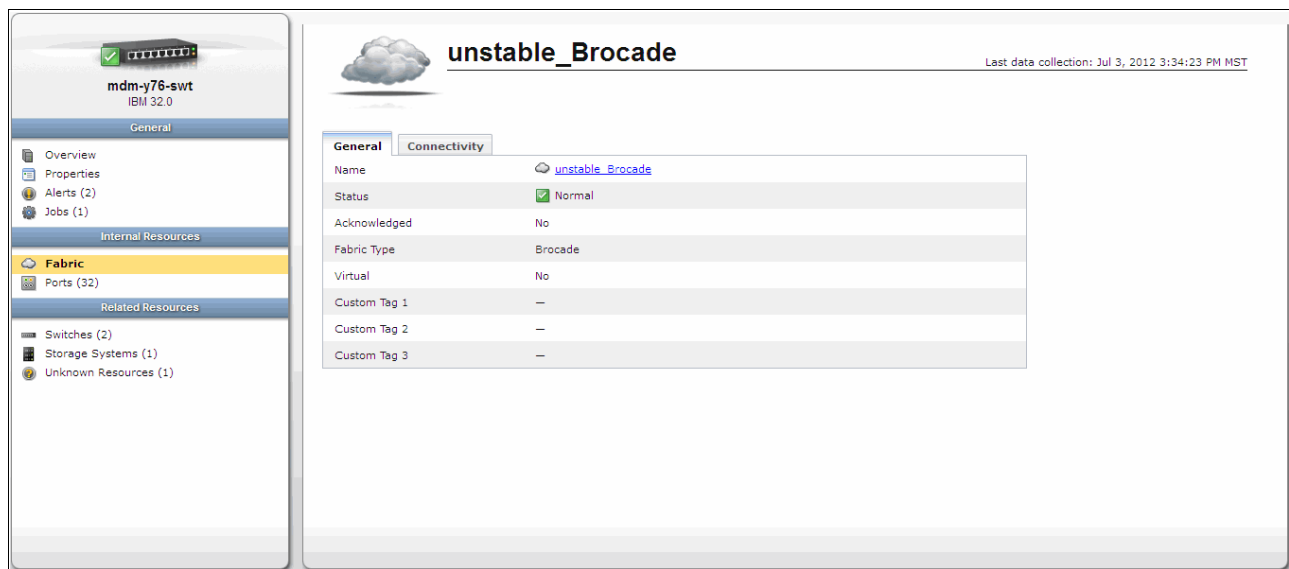 mdm-y76-swt
IBM 32.0
General
Overview
Properties
Alerts (2)
Jobs (1)
Internal Resources
Fabric
Ports (32)
Related Resources
Switches (2)
Storage Systems (1)
Unknown Resources (1)
unstable_Brocade
Last data collection: Jul 3, 2012 3:34:23 PM MST
General Connectivity
Name unstable_Brocade
Status Normal
Acknowledged No
Fabric Type Brocade
Virtual No
Custom Tag 1 —
Custom Tag 2 —
Custom Tag 3 —